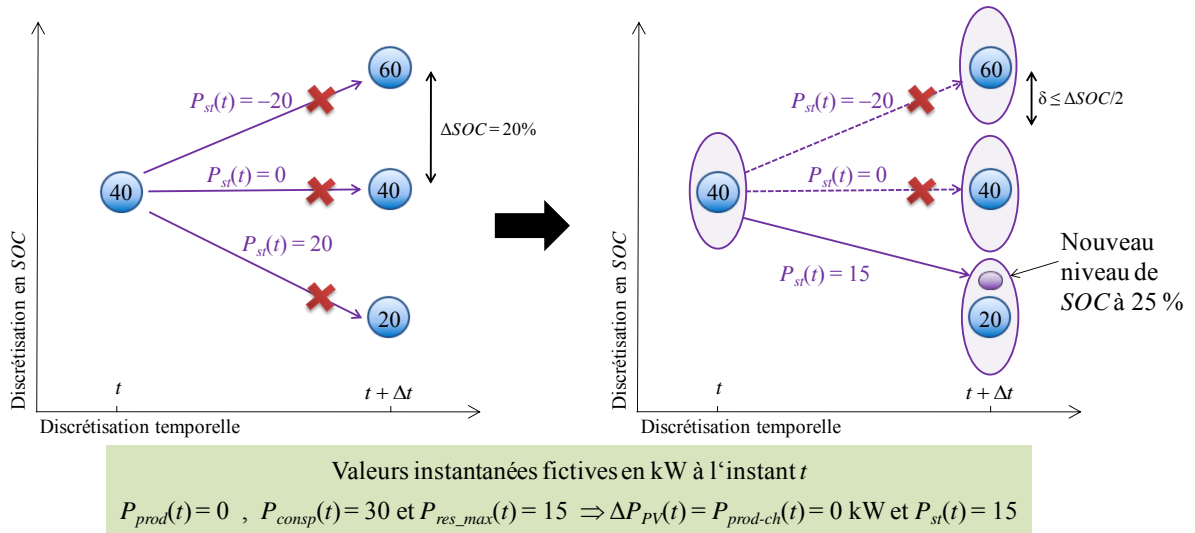 Discrétisation en SOC
60
P_st(t) = –20
ΔSOC = 20%
40
P_st(t) = 0
40
P_st(t) = 20
20
t
t + Δt
Discrétisation temporelle
Discrétisation en SOC
60
P_st(t) = –20
δ ≤ ΔSOC/2
40
P_st(t) = 0
40
P_st(t) = 15
Nouveau
niveau de
SOC à 25 %
20
t
t + Δt
Discrétisation temporelle
Valeurs instantanées fictives en kW à l‘instant t
P_prod(t) = 0 , P_consp(t) = 30 et P_res_max(t) = 15 ⇒ ΔP_PV(t) = P_prod-ch(t) = 0 kW et P_st(t) = 15